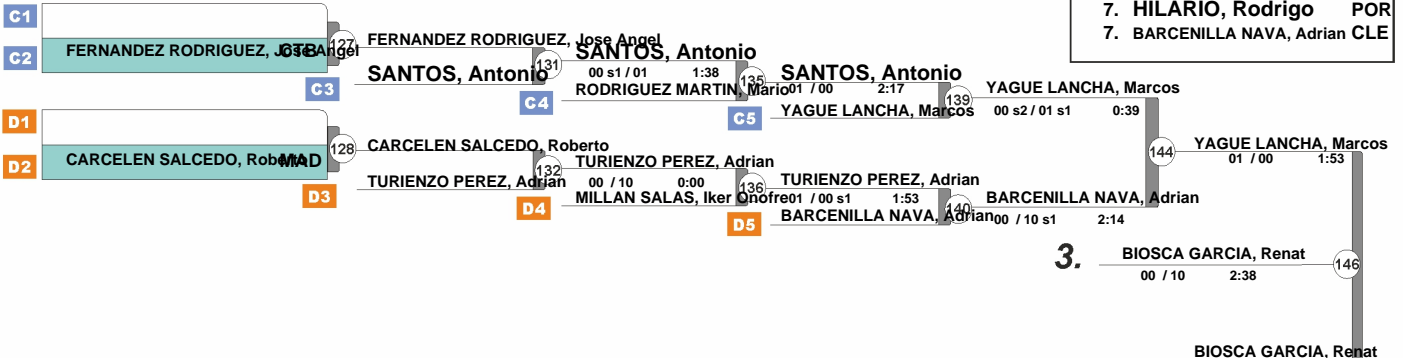 7. HILARIO, Rodrigo POR
7. BARCENILLA NAVA, Adrian CLE
C1
C2 FERNANDEZ RODRIGUEZ, Jose Angel CTB
127
FERNANDEZ RODRIGUEZ, Jose Angel
C3 SANTOS, Antonio
131
SANTOS, Antonio
00 s1 / 01 1:38
C4 RODRIGUEZ MARTIN, Mario
135
SANTOS, Antonio
01 / 00 2:17
C5 YAGUE LANCHA, Marcos
139
YAGUE LANCHA, Marcos
00 s2 / 01 s1 0:39
D1
D2 CARCELEN SALCEDO, Roberto MAD
128
CARCELEN SALCEDO, Roberto
D3 TURIENZO PEREZ, Adrian
132
TURIENZO PEREZ, Adrian
00 / 10 0:00
D4 MILLAN SALAS, Iker Onofre
136
TURIENZO PEREZ, Adrian
01 / 00 s1 1:53
D5 BARCENILLA NAVA, Adrian
140
BARCENILLA NAVA, Adrian
00 / 10 s1 2:14
144
YAGUE LANCHA, Marcos
01 / 00 1:53
3. BIOSCA GARCIA, Renat
00 / 10 2:38
146
BIOSCA GARCIA, Renat